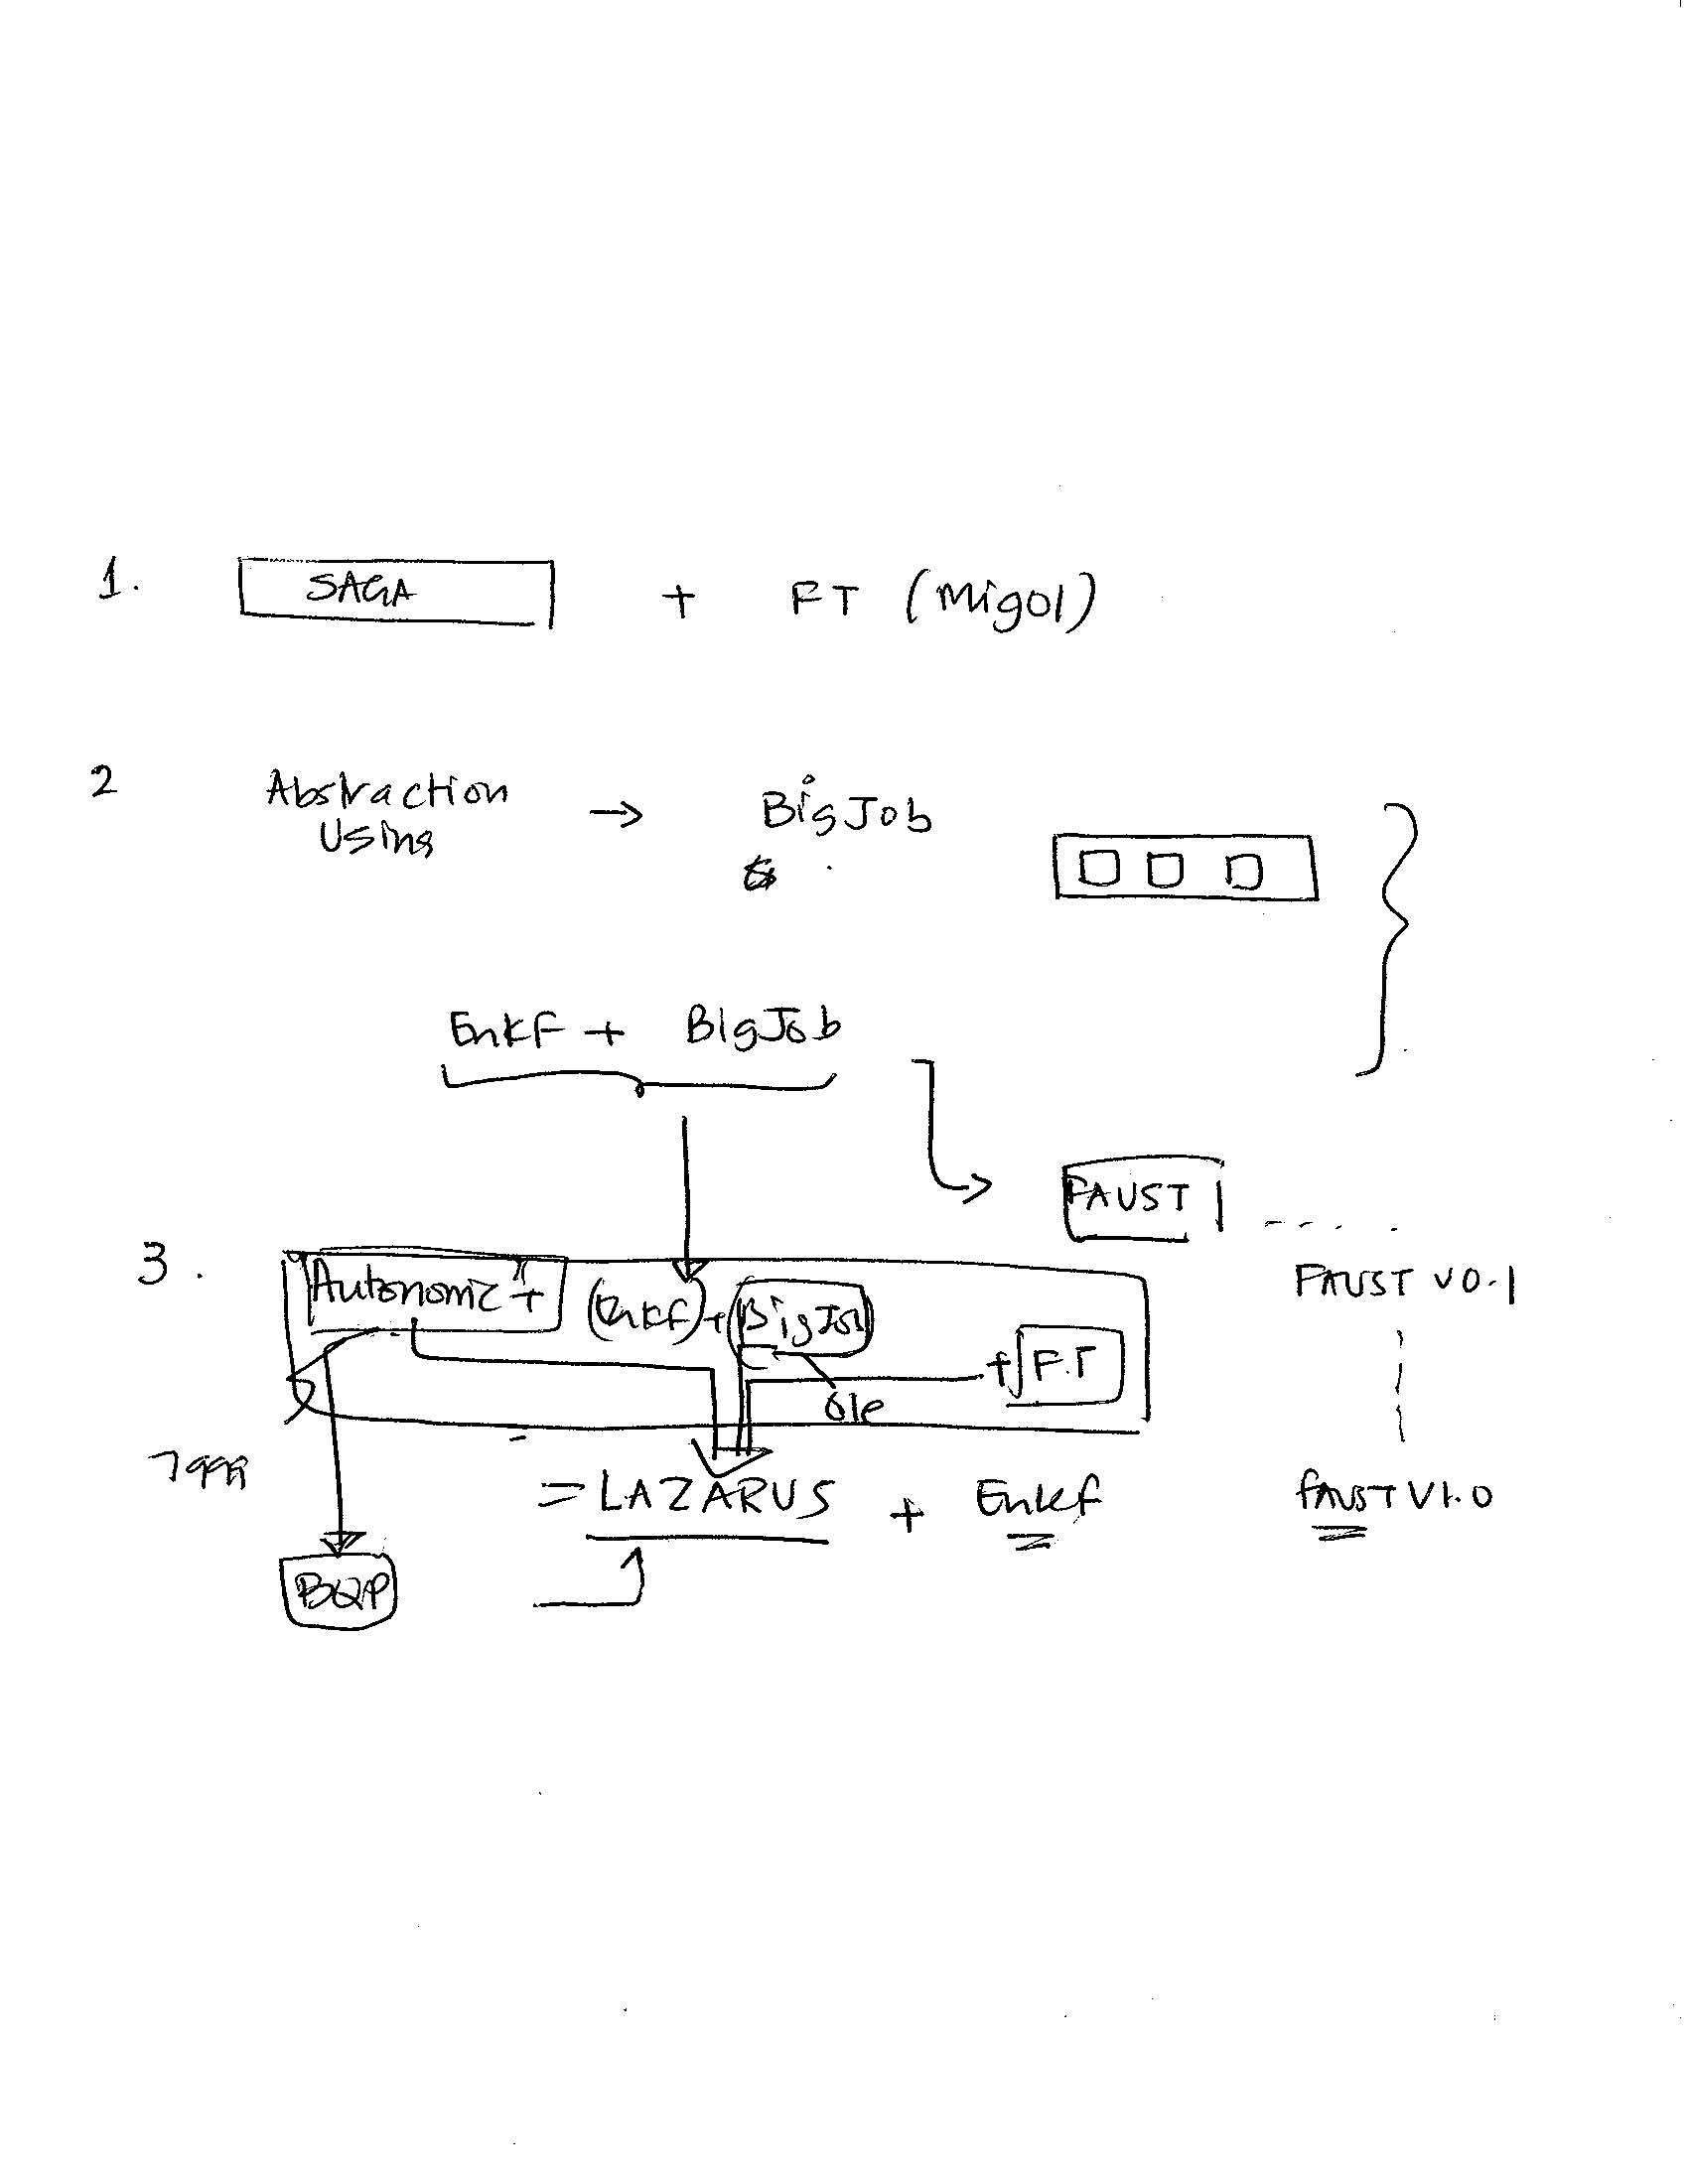 1. SAGA + FT (Migol)
2 Abstraction → BigJob
Using
EnKF + BigJob
FAUST
3. Autonomic + (EnKf) + BigJob
FAUST v0.1
+ F.T
ole
= LAZARUS + EnKf
FAUST V1.0
BQP